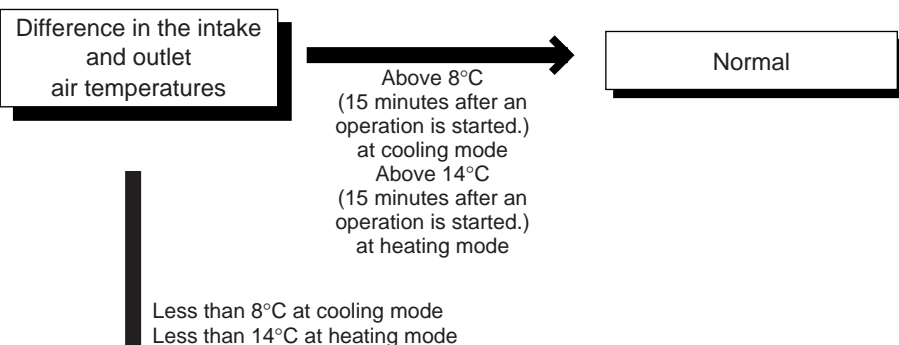 Difference in the intake
and outlet
air temperatures
Above 8°C
(15 minutes after an
operation is started.)
at cooling mode
Above 14°C
(15 minutes after an
operation is started.)
at heating mode
Normal
Less than 8°C at cooling mode
Less than 14°C at heating mode